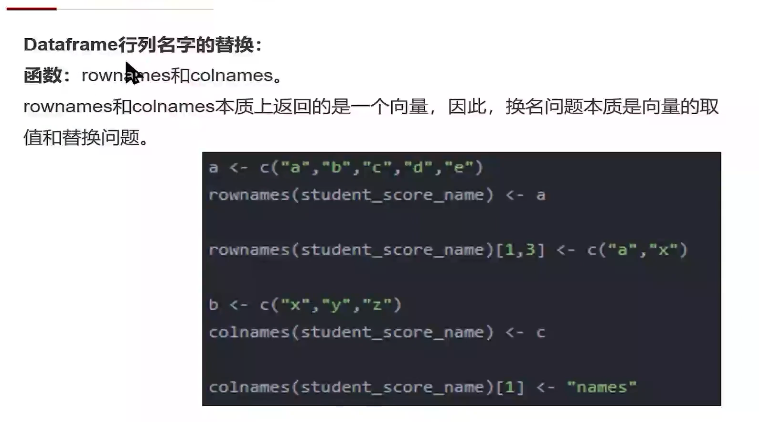 Dataframe行列名字的替换：
函数：rownames和colnames。
rownames和colnames本质上返回的是一个向量，因此，换名问题本质是向量的取
值和替换问题。
a <- c("a","b","c","d","e")
rownames(student_score_name) <- a
rownames(student_score_name)[1,3] <- c("a","x")
b <- c("x","y","z")
colnames(student_score_name) <- c
colnames(student_score_name)[1] <- "names"